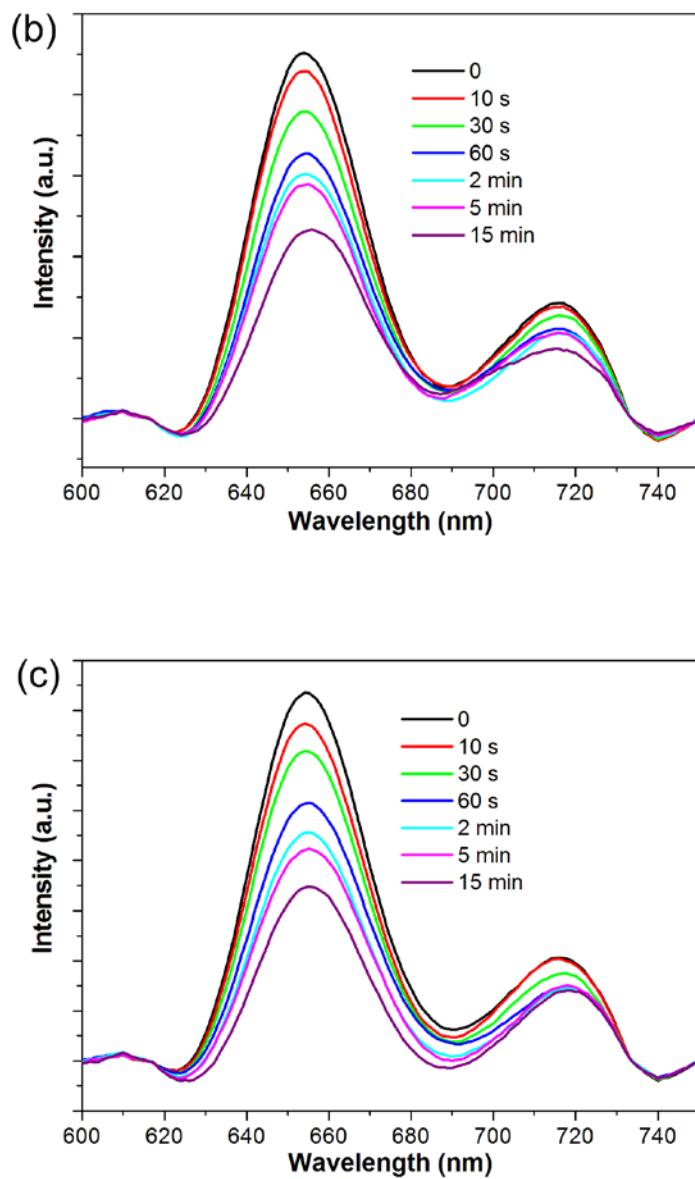 (b)
Intensity (a.u.)
0
10 s
30 s
60 s
2 min
5 min
15 min
600 620 640 660 680 700 720 740
Wavelength (nm)
(c)
Intensity (a.u.)
0
10 s
30 s
60 s
2 min
5 min
15 min
600 620 640 660 680 700 720 740
Wavelength (nm)